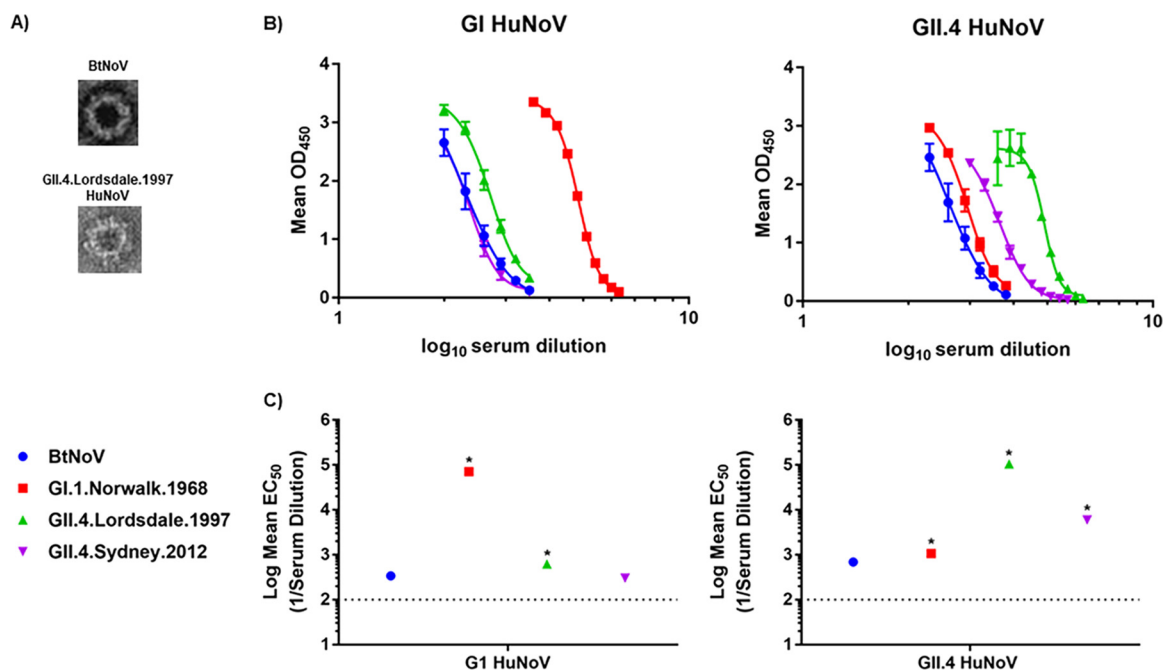 A)
BtNoV
GII.4.Lordsdale.1997
HuNoV
B)
GI HuNoV
Mean OD450
4
3
2
1
0
1
10
log10 serum dilution
GII.4 HuNoV
Mean OD450
4
3
2
1
0
1
10
log10 serum dilution
BtNoV
GI.1.Norwalk.1968
GII.4.Lordsdale.1997
GII.4.Sydney.2012
C)
Log Mean EC50
(1/Serum Dilution)
6
5
4
3
2
1
*
*
G1 HuNoV
Log Mean EC50
(1/Serum Dilution)
6
5
4
3
2
1
*
*
*
GII.4 HuNoV